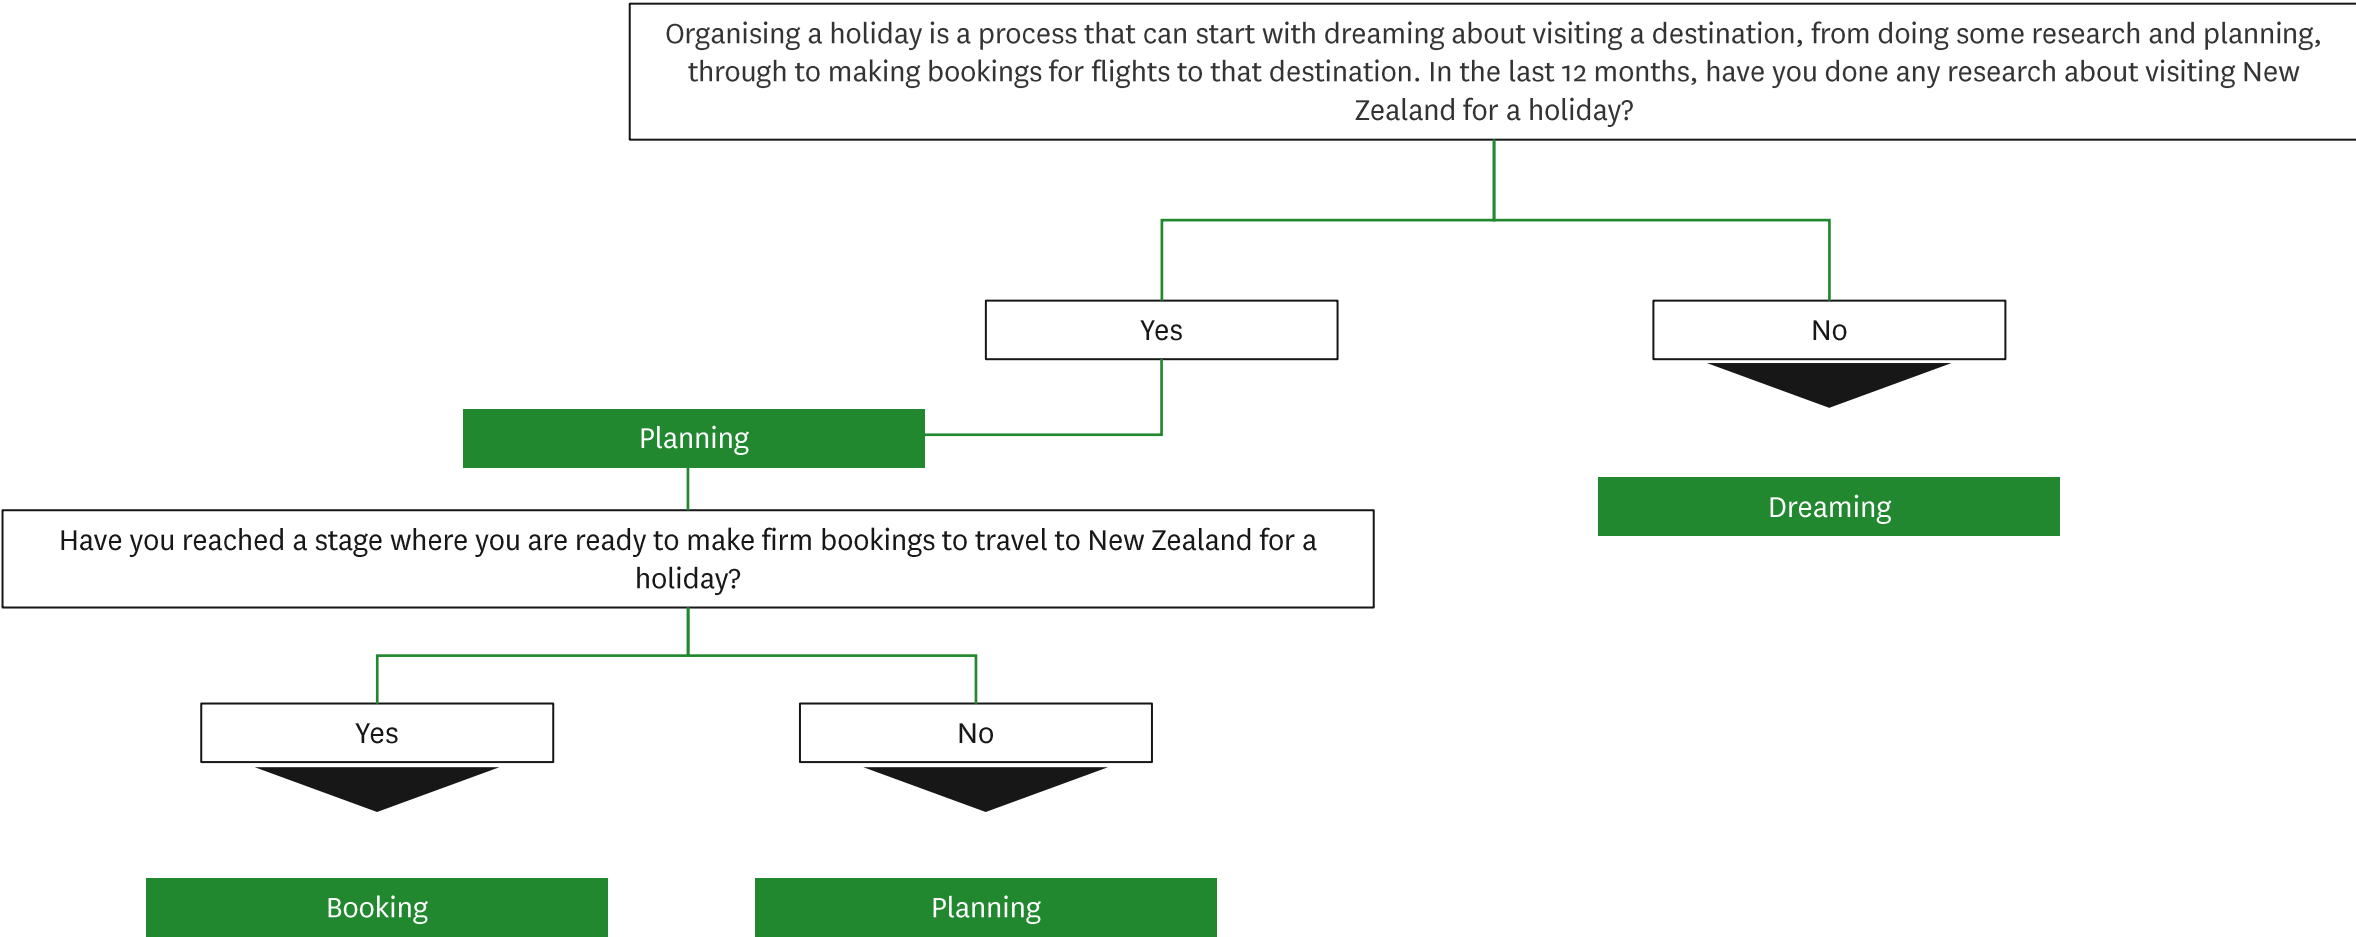 Organising a holiday is a process that can start with dreaming about visiting a destination, from doing some research and planning,
through to making bookings for flights to that destination. In the last 12 months, have you done any research about visiting New
Zealand for a holiday?
Yes
No
Planning
Dreaming
Have you reached a stage where you are ready to make firm bookings to travel to New Zealand for a
holiday?
Yes
No
Booking
Planning